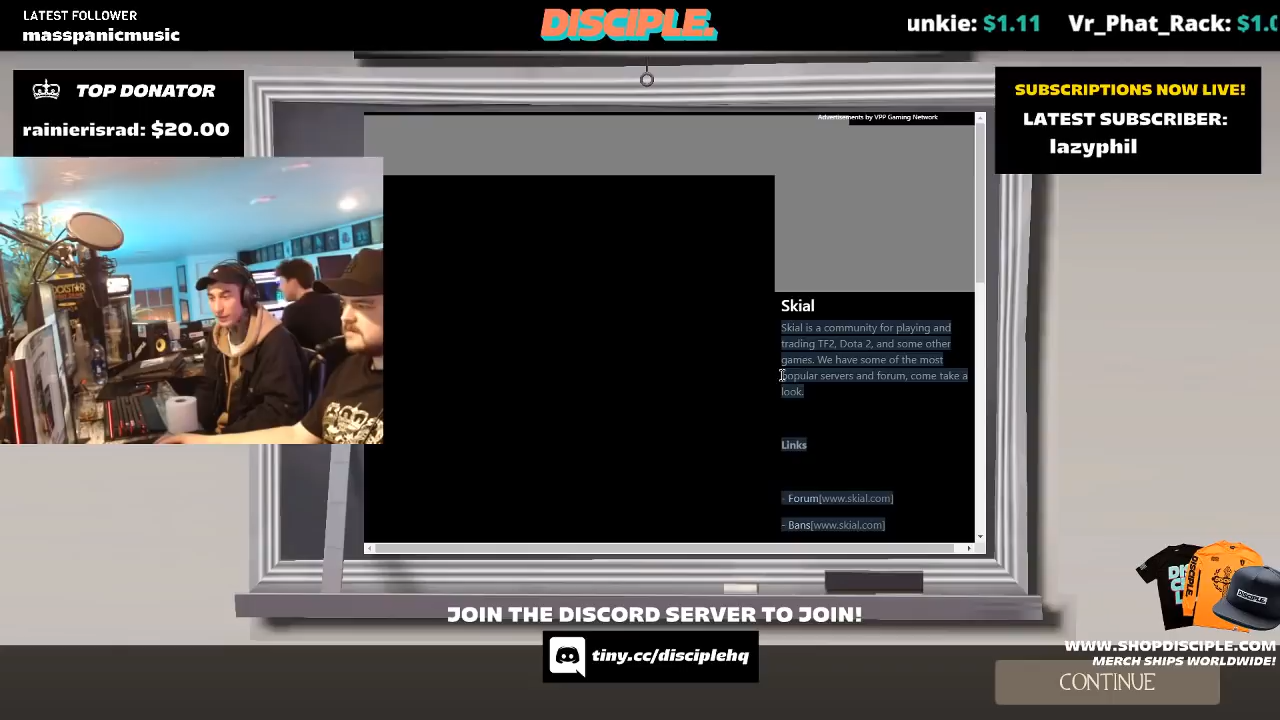 LATEST FOLLOWER
masspanicmusic
DISCIPLE.
unkie: $1.11 Vr_Phat_Rack: $1.0
TOP DONATOR
rainierisrad: $20.00
SUBSCRIPTIONS NOW LIVE!
LATEST SUBSCRIBER:
lazyphil
Advertisements by VPP Gaming Network
Skial
Skial is a community for playing and
trading TF2, Dota 2, and some other
games. We have some of the most
popular servers and forum, come take a
look.
Links
- Forum[www.skial.com]
- Bans[www.skial.com]
JOIN THE DISCORD SERVER TO JOIN!
tiny.cc/disciplehq
DISCIPLE.
WWW.SHOPDISCIPLE.COM
MERCH SHIPS WORLDWIDE!
CONTINUE